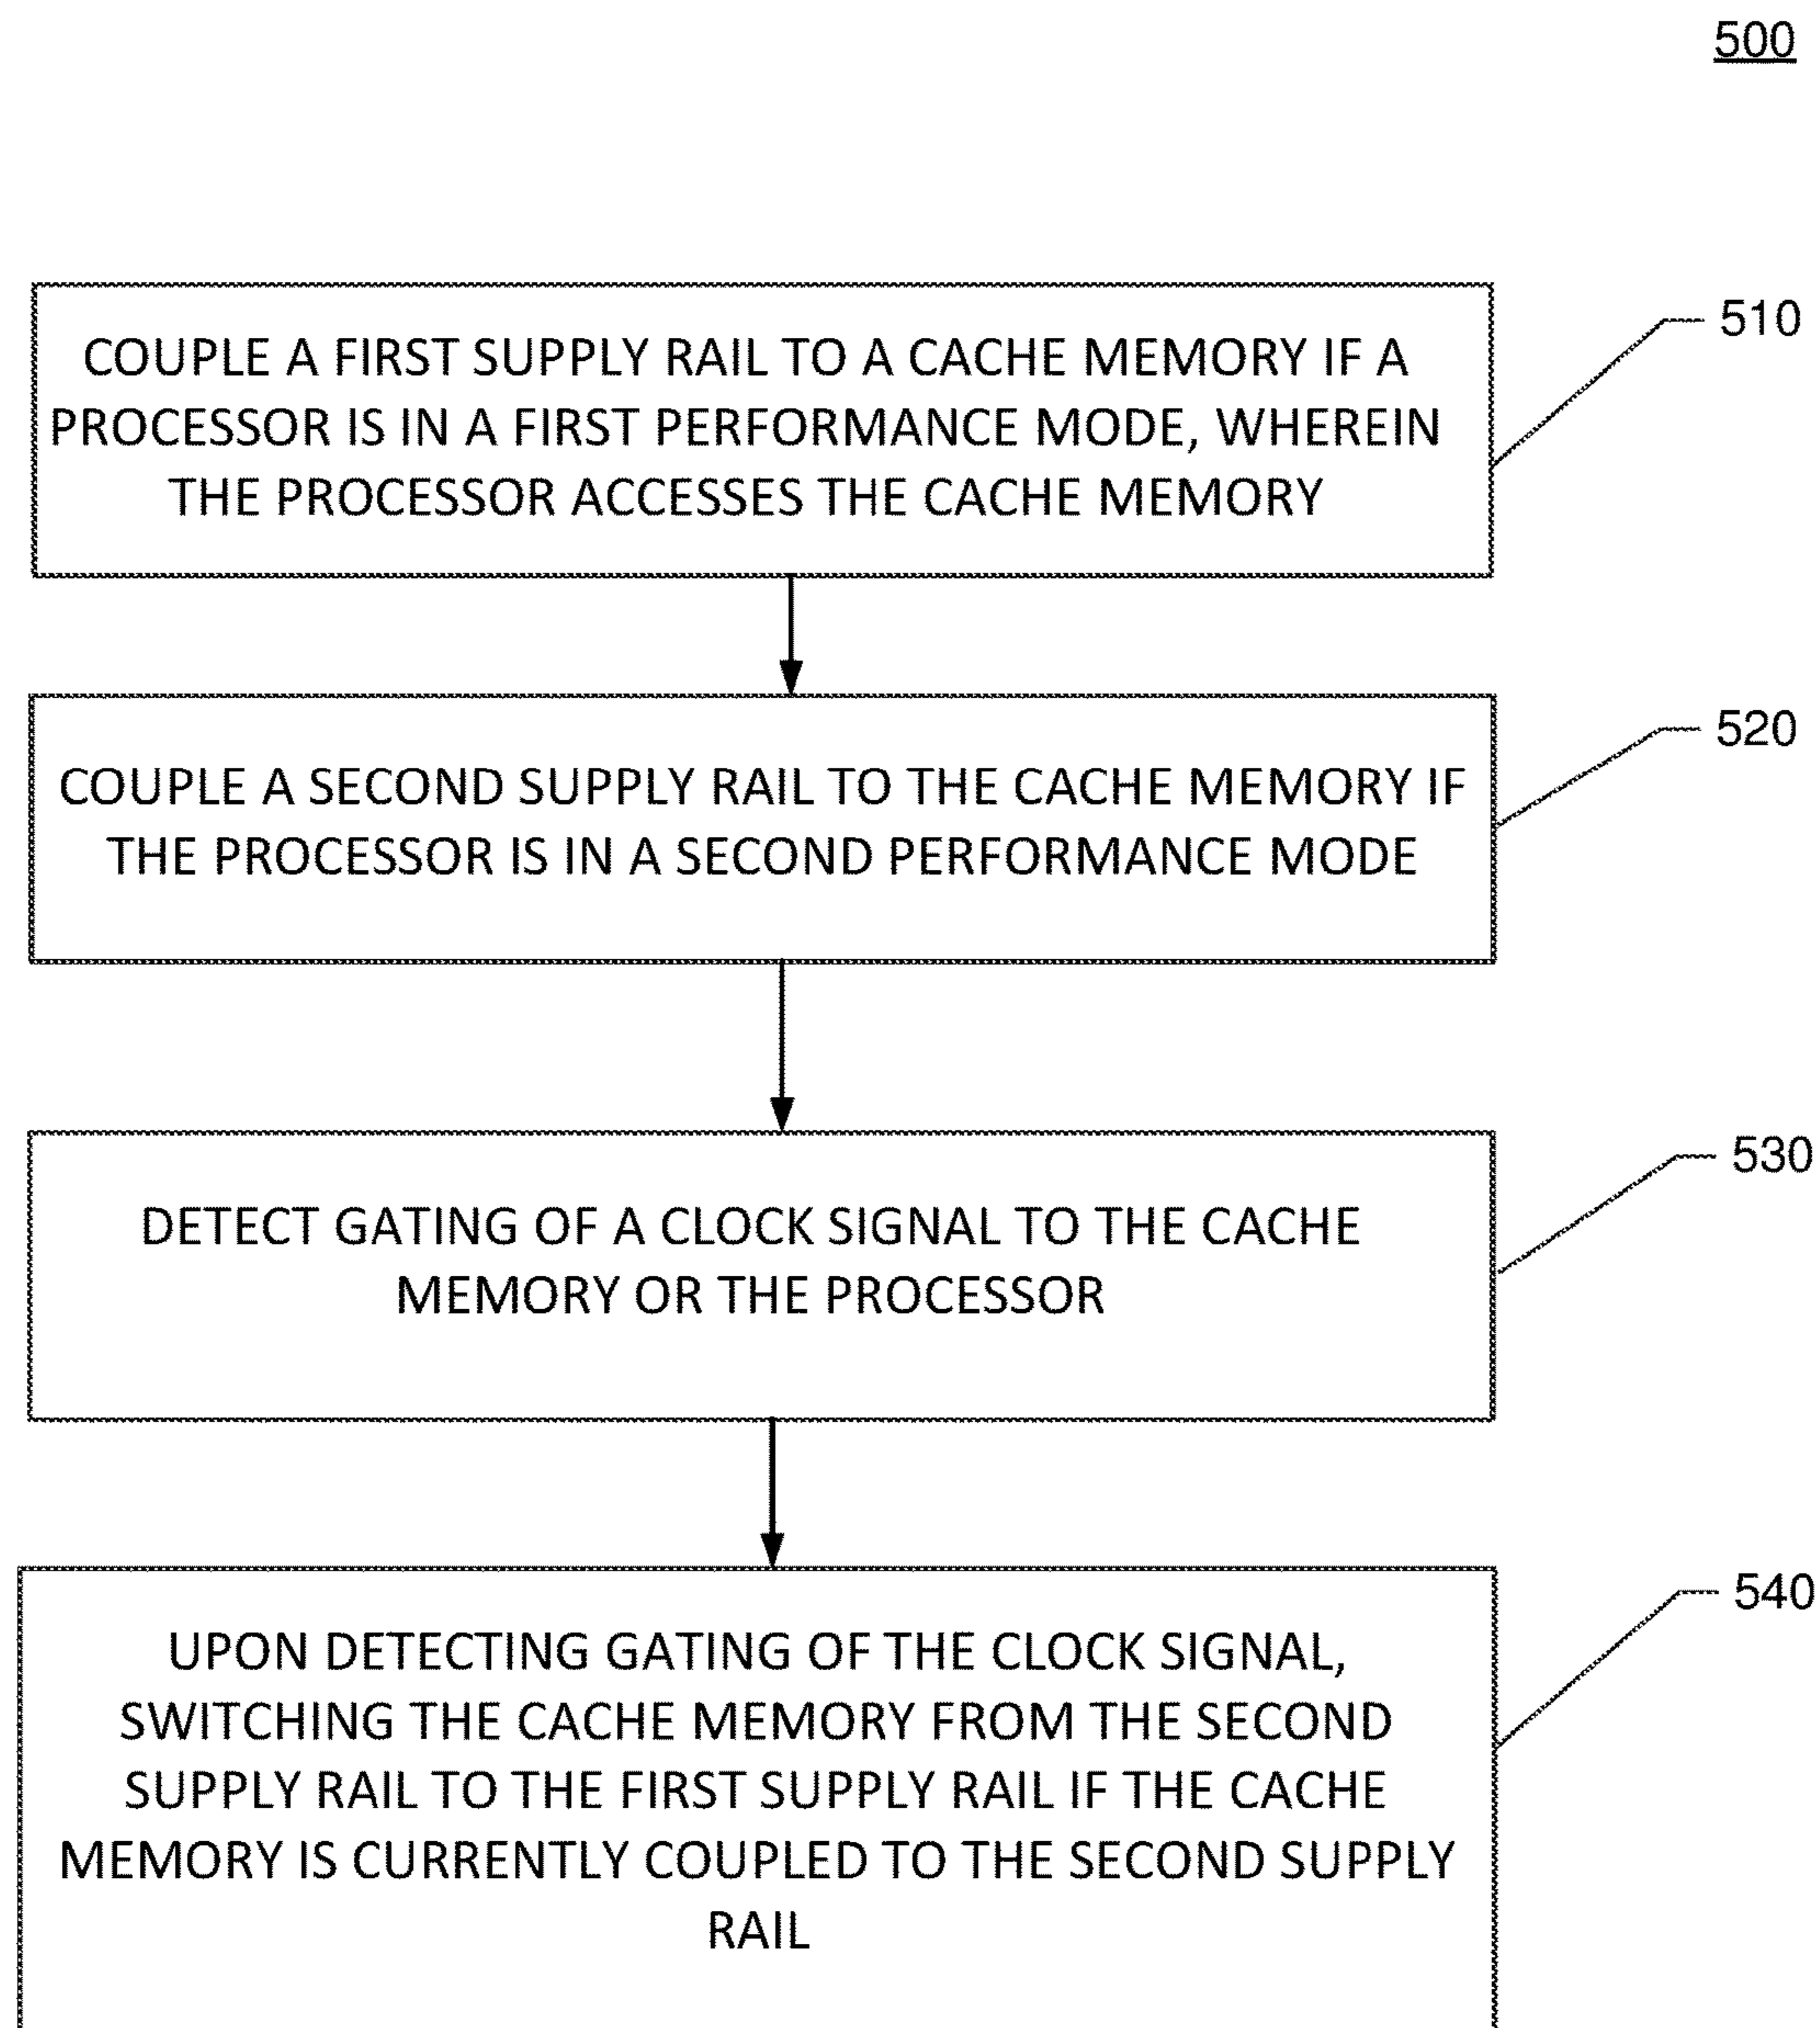 500
COUPLE A FIRST SUPPLY RAIL TO A CACHE MEMORY IF A
PROCESSOR IS IN A FIRST PERFORMANCE MODE, WHEREIN
THE PROCESSOR ACCESSES THE CACHE MEMORY
510
COUPLE A SECOND SUPPLY RAIL TO THE CACHE MEMORY IF
THE PROCESSOR IS IN A SECOND PERFORMANCE MODE
520
DETECT GATING OF A CLOCK SIGNAL TO THE CACHE
MEMORY OR THE PROCESSOR
530
UPON DETECTING GATING OF THE CLOCK SIGNAL,
SWITCHING THE CACHE MEMORY FROM THE SECOND
SUPPLY RAIL TO THE FIRST SUPPLY RAIL IF THE CACHE
MEMORY IS CURRENTLY COUPLED TO THE SECOND SUPPLY
RAIL
540